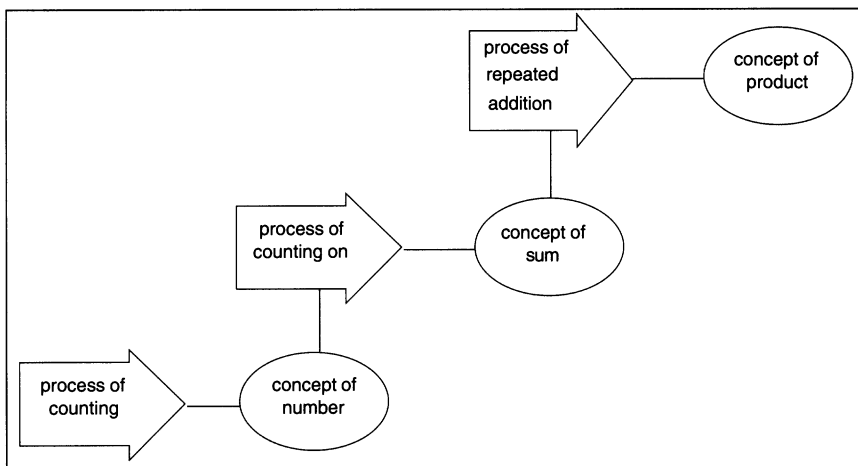 process of
repeated
addition
concept of
product
process of
counting on
concept of
sum
process of
counting
concept of
number